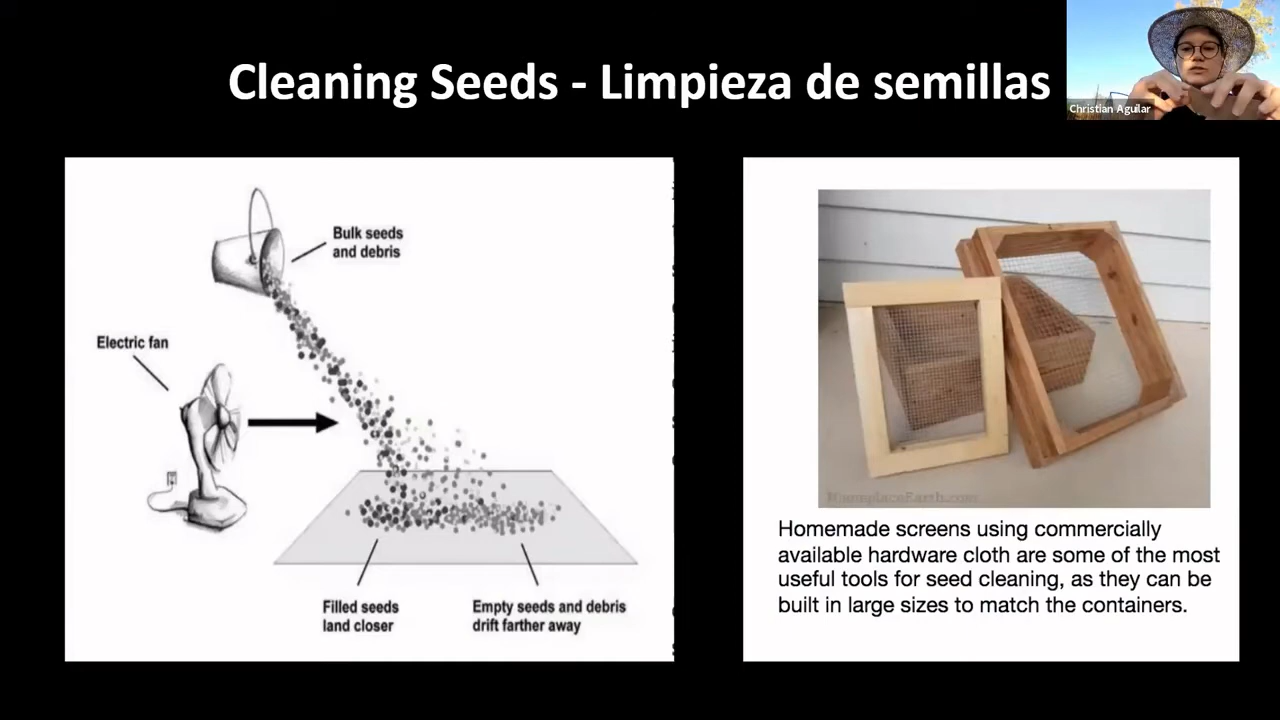 Cleaning Seeds - Limpieza de semillas
Christian Aguilar
Bulk seeds
and debris
Electric fan
Filled seeds
land closer
Empty seeds and debris
drift farther away
HomeplaceEarth.com
Homemade screens using commercially
available hardware cloth are some of the most
useful tools for seed cleaning, as they can be
built in large sizes to match the containers.